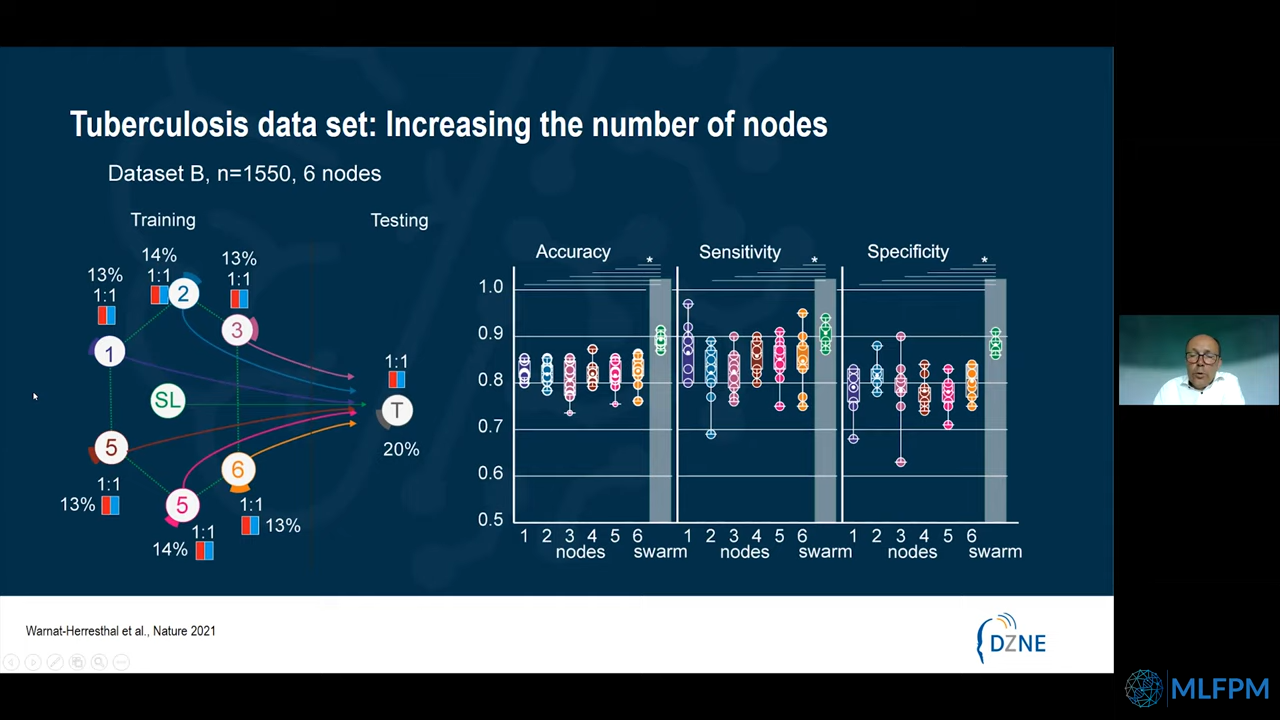 Tuberculosis data set: Increasing the number of nodes
Dataset B, n=1550, 6 nodes
Training
Testing
13%
1:1
14%
1:1
13%
1:1
1
2
3
SL
5
5
6
13%
1:1
14%
1:1
1:1
13%
1:1
T
20%
Accuracy
Sensitivity
Specificity
*
*
*
1.0
0.9
0.8
0.7
0.6
0.5
1 2 3 4 5 6
nodes swarm
1 2 3 4 5 6
nodes swarm
1 2 3 4 5 6
nodes swarm
Warnat-Herresthal et al., Nature 2021
DZNE
MLFPM